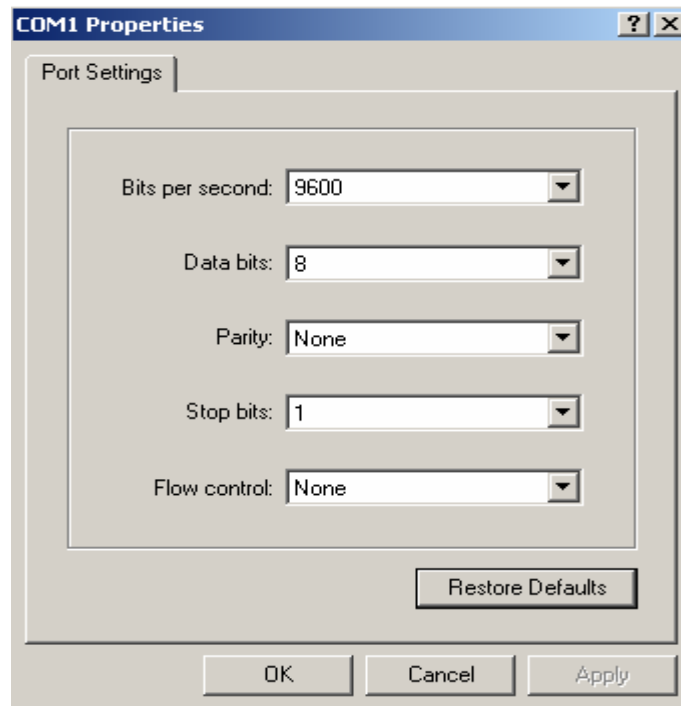 COM1 Properties
Port Settings
Bits per second: 9600
Data bits: 8
Parity: None
Stop bits: 1
Flow control: None
Restore Defaults
OK Cancel Apply